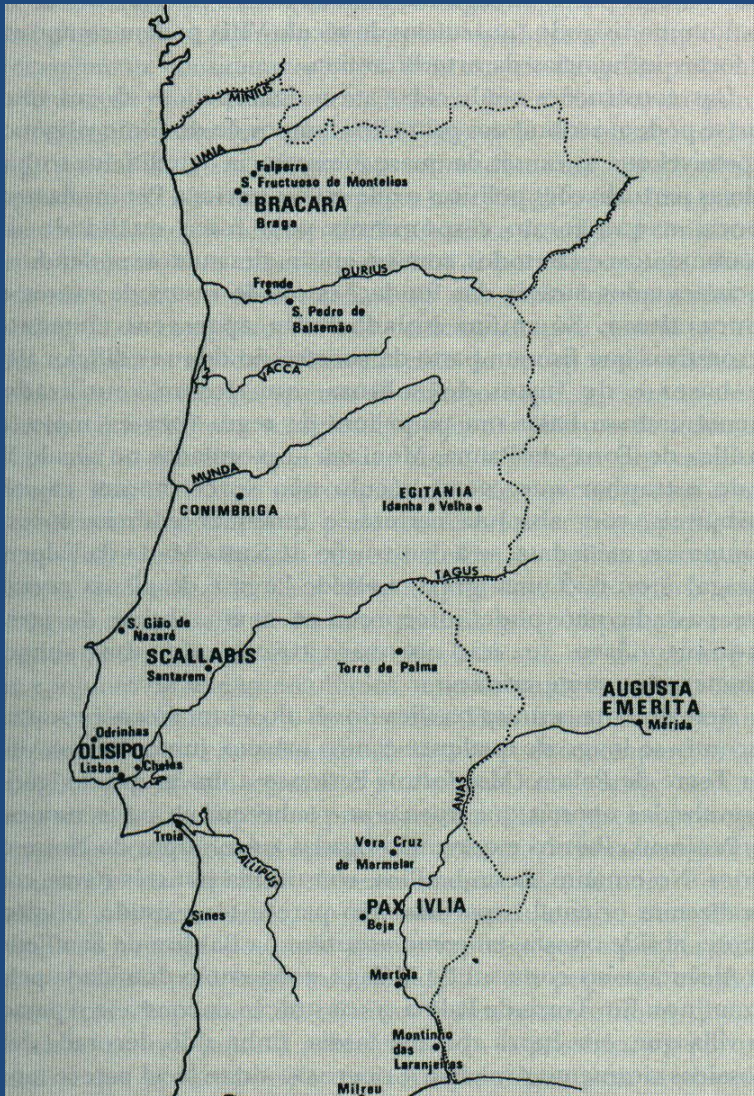 MINIUS
LIMIA
Falperra
S. Fructuoso de Montelios
BRACARA
Braga
DURIUS
Frende
S. Pedro de
Balsemão
VACCA
MUNDA
CONIMBRIGA
EGITANIA
Idanha a Velha
TAGUS
S. Gião de
Nazaré
SCALLABIS
Santarem
Torre de Palma
AUGUSTA
EMERITA
Mérida
Odrinhas
OLISIPO
Lisboa
Chelas
ANAS
Troia
CALLIPUS
Vera Cruz
de Marmelar
Sines
PAX IVLIA
Beja
Mertola
Montinho
das
Laranjeiras
Milreu